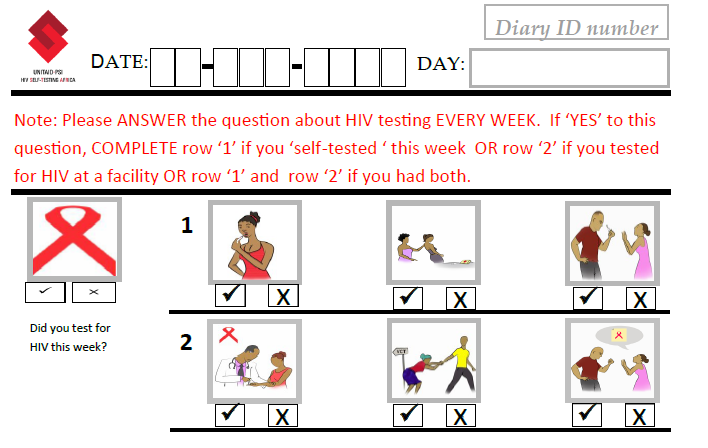 Diary ID number
UNITAID PSI
HIV SELF-TESTING AFRICA
DATE: - - DAY:
Note: Please ANSWER the question about HIV testing EVERY WEEK. If ‘YES’ to this
question, COMPLETE row ‘1’ if you ‘self-tested ‘ this week OR row ‘2’ if you tested
for HIV at a facility OR row ‘1’ and row ‘2’ if you had both.
1
✓ X ✓ X ✓ X
✓ ×
Did you test for
HIV this week?
2
VCT
✓ X ✓ X ✓ X